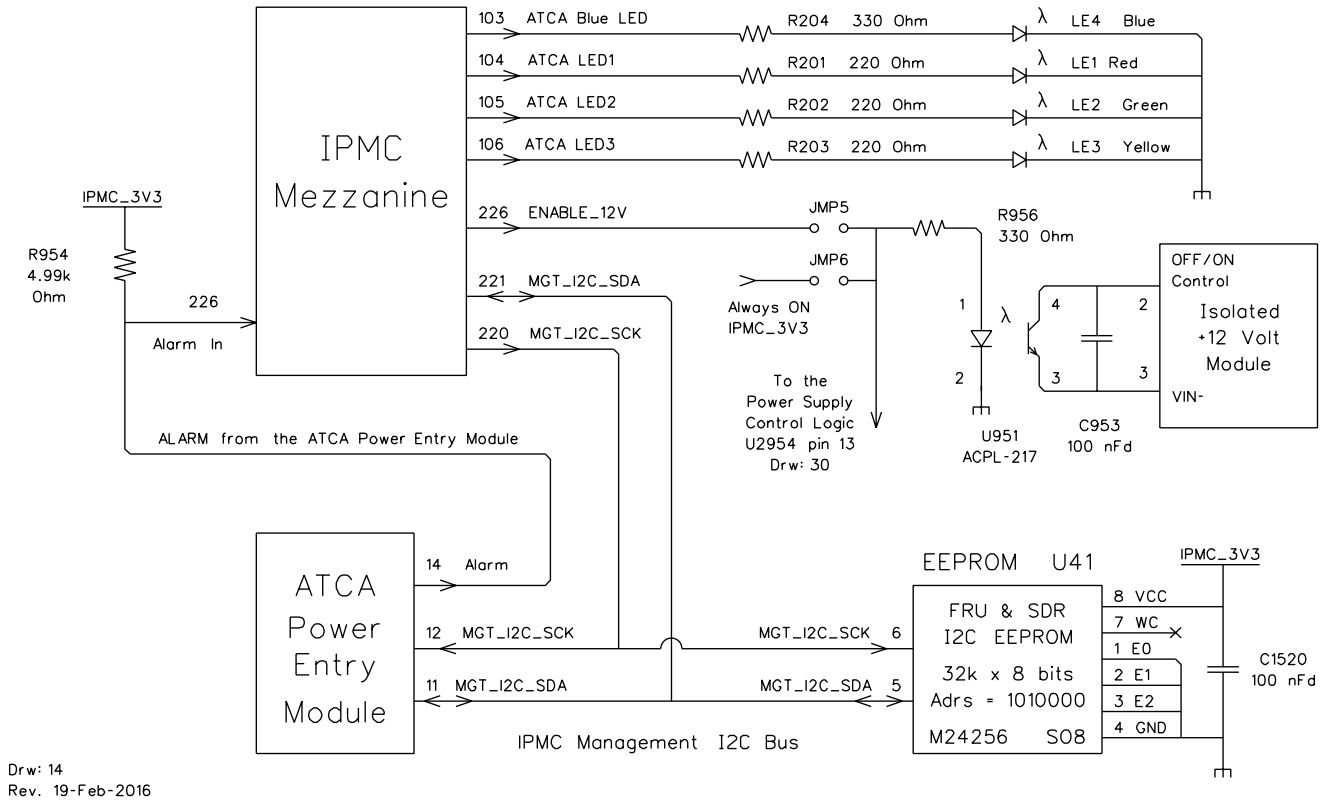 103 ATCA Blue LED
R204 330 Ohm
λ LE4 Blue
104 ATCA LED1
R201 220 Ohm
λ LE1 Red
105 ATCA LED2
R202 220 Ohm
λ LE2 Green
106 ATCA LED3
R203 220 Ohm
λ LE3 Yellow
IPMC
Mezzanine
IPMC_3V3
R954
4.99k
Ohm
226
Alarm In
226 ENABLE_12V
JMP5
R956
330 Ohm
221 MGT_I2C_SDA
JMP6
Always ON
IPMC_3V3
220 MGT_I2C_SCK
1
λ
2
4
3
U951
ACPL-217
C953
100 nFd
2
3
OFF/ON
Control
Isolated
+12 Volt
Module
VIN-
To the
Power Supply
Control Logic
U2954 pin 13
Drw: 30
ALARM from the ATCA Power Entry Module
ATCA
Power
Entry
Module
14 Alarm
12 MGT_I2C_SCK
MGT_I2C_SCK 6
11 MGT_I2C_SDA
MGT_I2C_SDA 5
IPMC Management I2C Bus
EEPROM U41
FRU & SDR
I2C EEPROM
32k x 8 bits
Adrs = 1010000
M24256 SO8
IPMC_3V3
8 VCC
7 WC
1 E0
2 E1
3 E2
4 GND
C1520
100 nFd
Drw: 14
Rev. 19-Feb-2016